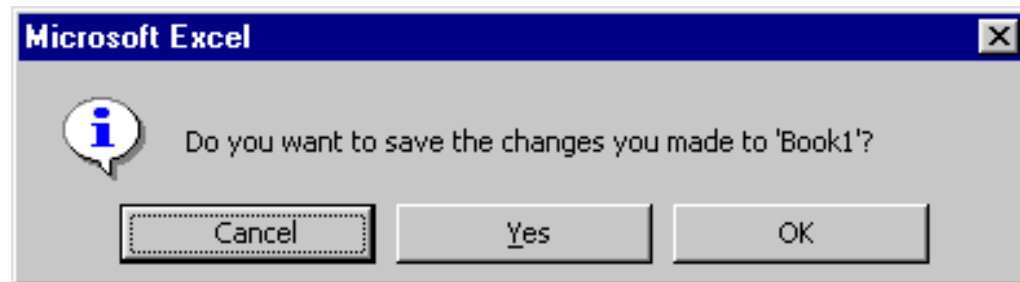 Microsoft Excel
Do you want to save the changes you made to 'Book1'?
Cancel Yes OK